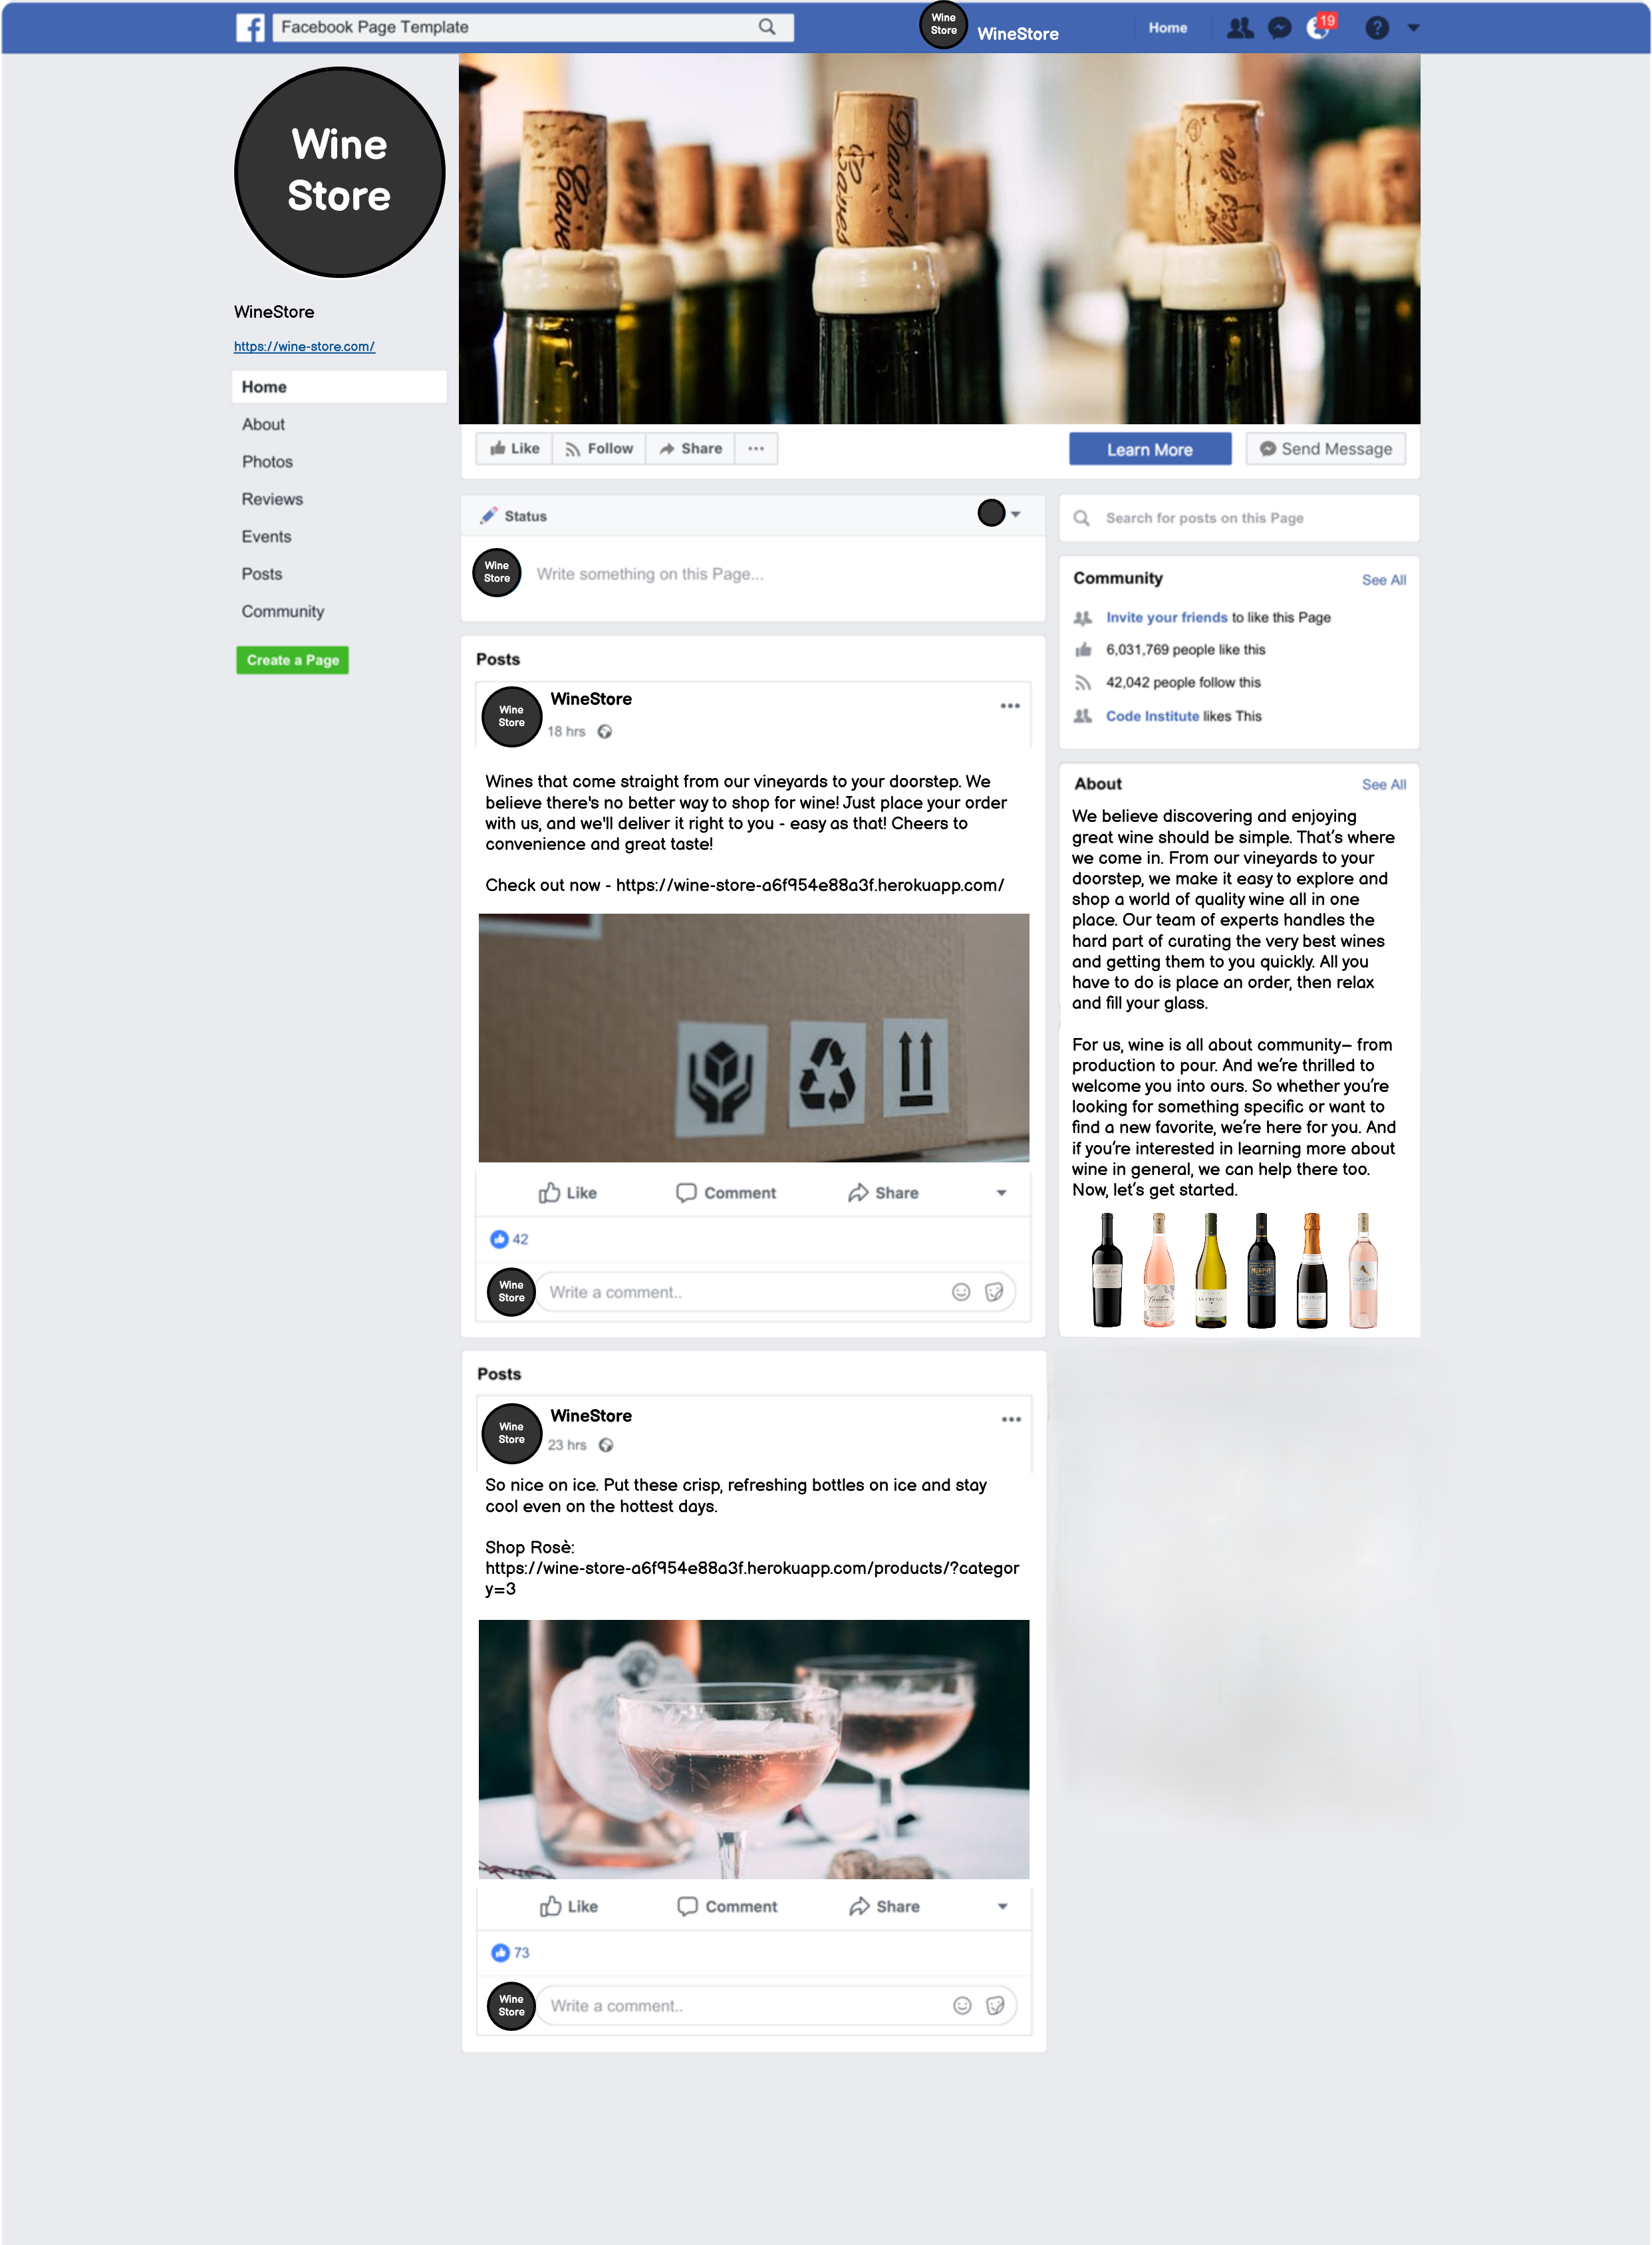 Facebook Page Template
Wine
Store
WineStore
Home
19
?
Wine
Store
WineStore
https://wine-store.com/
Home
About
Photos
Reviews
Events
Posts
Community
Create a Page
Caves
Dans
Like
Follow
Share
Learn More
Send Message
Status
Wine
Store
Write something on this Page...
Posts
Wine
Store
WineStore
18 hrs
Wines that come straight from our vineyards to your doorstep. We
believe there's no better way to shop for wine! Just place your order
with us, and we'll deliver it right to you - easy as that! Cheers to
convenience and great taste!
Check out now - https://wine-store-a6f954e88a3f.herokuapp.com/
Like
Comment
Share
42
Wine
Store
Write a comment..
Search for posts on this Page
Community
See All
Invite your friends to like this Page
6,031,769 people like this
42,042 people follow this
Code Institute likes This
About
See All
We believe discovering and enjoying
great wine should be simple. That’s where
we come in. From our vineyards to your
doorstep, we make it easy to explore and
shop a world of quality wine all in one
place. Our team of experts handles the
hard part of curating the very best wines
and getting them to you quickly. All you
have to do is place an order, then relax
and fill your glass.
For us, wine is all about community– from
production to pour. And we’re thrilled to
welcome you into ours. So whether you’re
looking for something specific or want to
find a new favorite, we’re here for you. And
if you’re interested in learning more about
wine in general, we can help there too.
Now, let’s get started.
MURPHY
Posts
Wine
Store
WineStore
23 hrs
So nice on ice. Put these crisp, refreshing bottles on ice and stay
cool even on the hottest days.
Shop Rosè:
https://wine-store-a6f954e88a3f.herokuapp.com/products/?categor
y=3
Like
Comment
Share
73
Wine
Store
Write a comment..